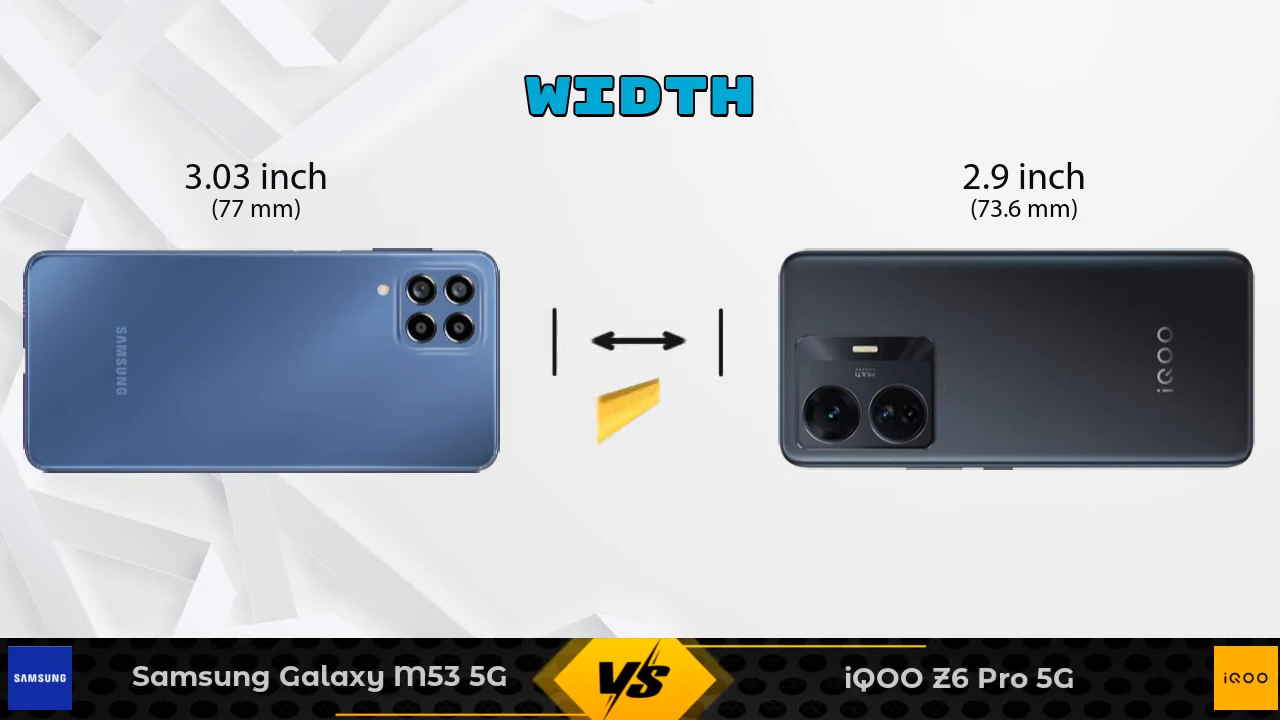 WIDTH
3.03 inch
(77 mm)
2.9 inch
(73.6 mm)
SAMSUNG
MULTI
iQOO
SAMSUNG
Samsung Galaxy M53 5G
VS
iQOO Z6 Pro 5G
iQOO